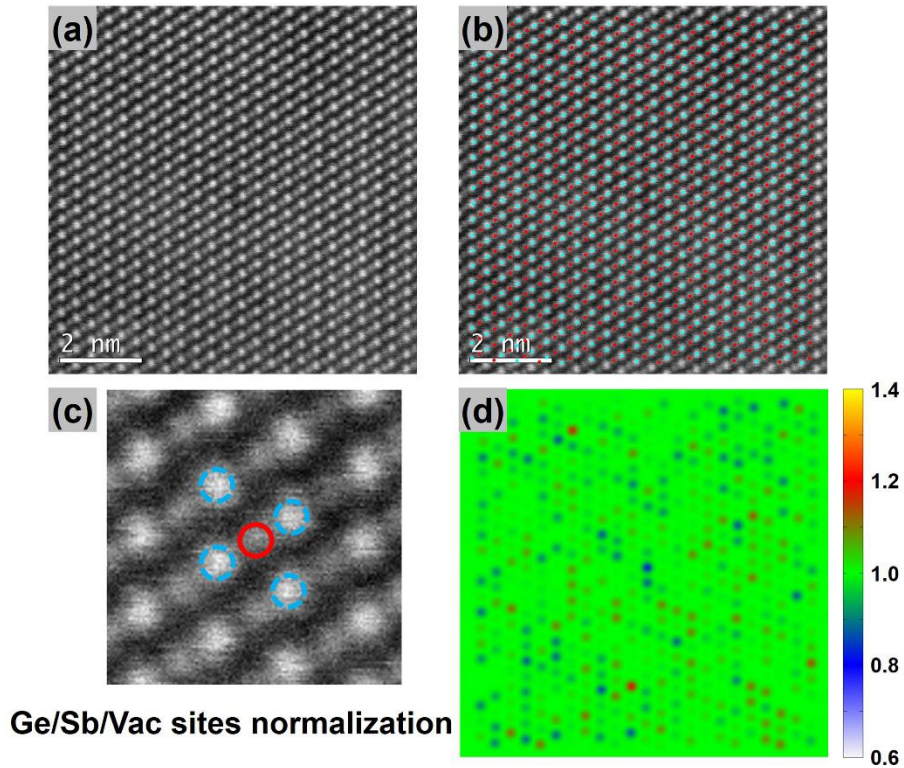 (a)
(b)
2 nm
2 nm
(c)
(d)
1.4
1.2
1.0
0.8
0.6
Ge/Sb/Vac sites normalization